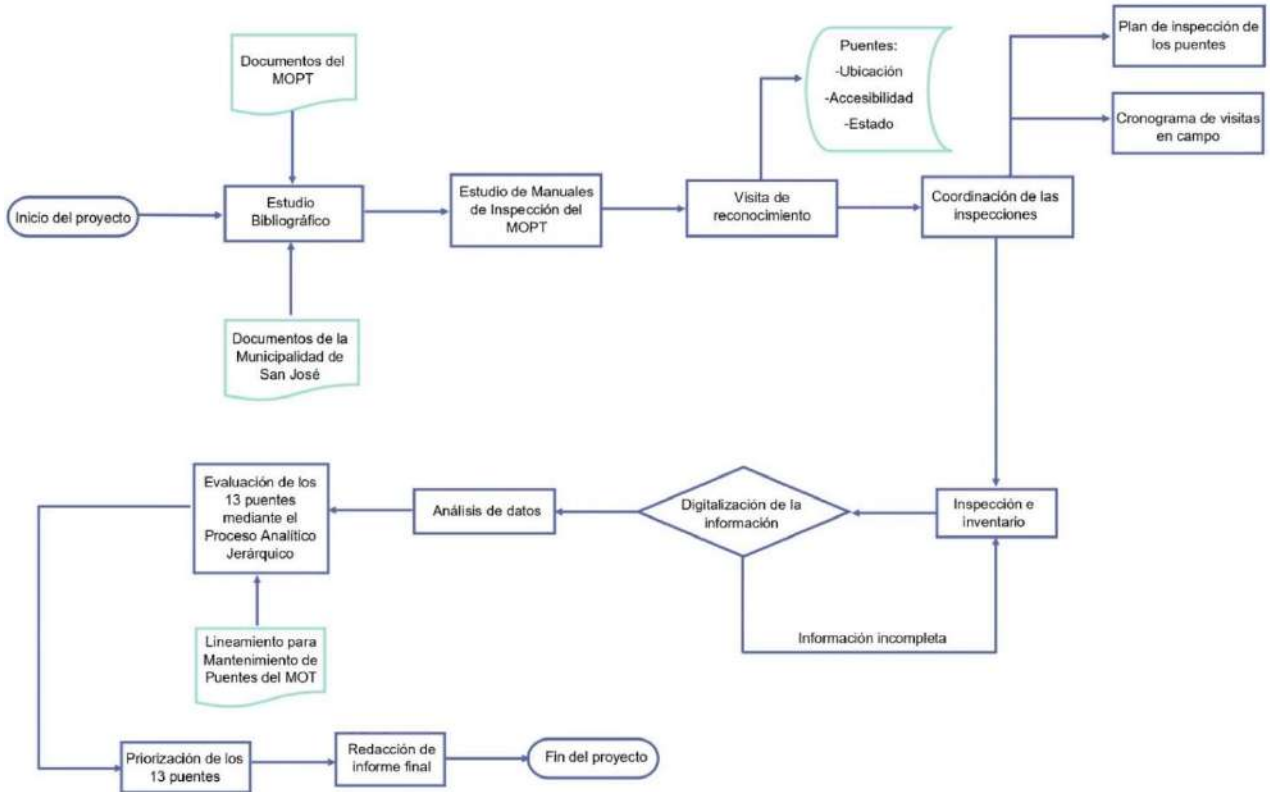 Documentos del
MOPT
Puentes:
-Ubicación
-Accesibilidad
-Estado
Plan de inspección de
los puentes
Cronograma de visitas
en campo
Inicio del proyecto
Estudio
Bibliográfico
Estudio de Manuales
de Inspección del
MOPT
Visita de
reconocimiento
Coordinación de las
inspecciones
Documentos de la
Municipalidad de
San José
Evaluación de los
13 puentes
mediante el
Proceso Analítico
Jerárquico
Análisis de datos
Digitalización de la
información
Inspección e
inventario
Información incompleta
Lineamiento para
Mantenimiento de
Puentes del MOT
Priorización de los
13 puentes
Redacción de
informe final
Fin del proyecto